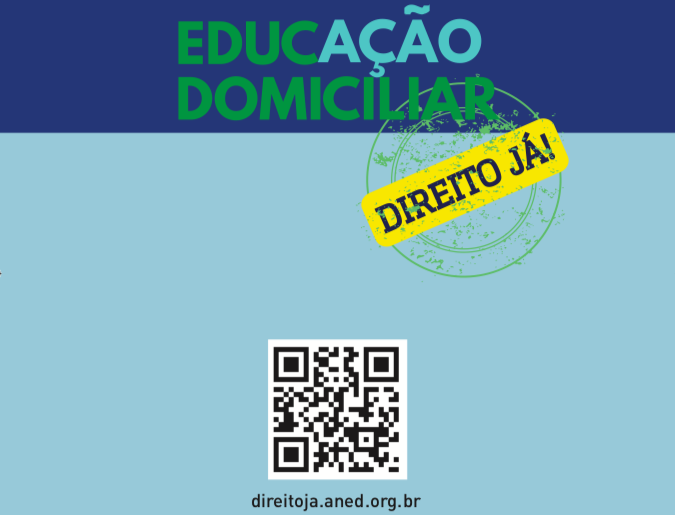 EDUCAÇÃO
DOMICILIAR
DIREITO JÁ!
direitoja.aned.org.br